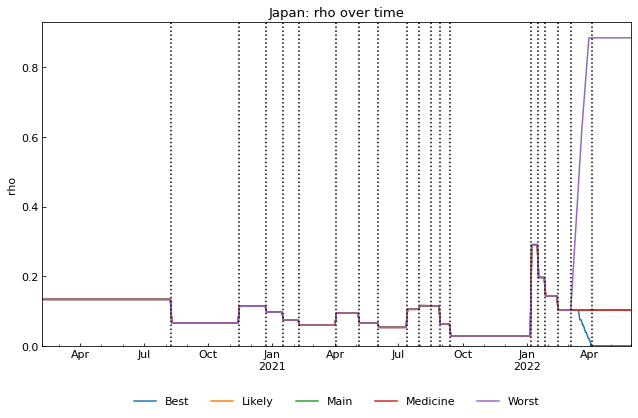 Japan: rho over time
rho
0.8
0.6
0.4
0.2
0.0
Apr Jul Oct Jan Apr Jul Oct Jan Apr
2021 2022
Best Likely Main Medicine Worst